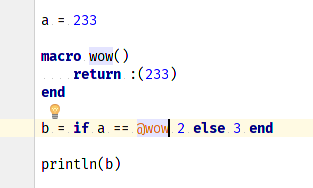 a = 233
macro wow()
    return :(233)
end
b = if a == @wow 2 else 3 end
println(b)